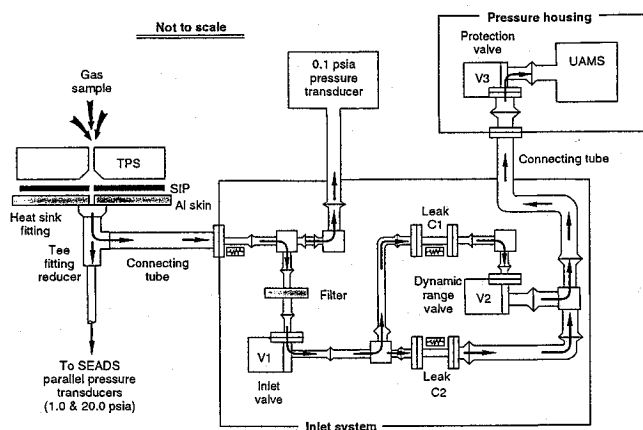 Not to scale
Gas
sample
TPS
SIP
Al skin
Heat sink
fitting
Tee
fitting
reducer
Connecting
tube
To SEADS
parallel pressure
transducers
(1.0 & 20.0 psia)
0.1 psia
pressure
transducer
Filter
V1
Inlet
valve
Leak
C1
Dynamic
range
valve
V2
Leak
C2
Inlet system
Pressure housing
Protection
valve
V3
UAMS
Connecting tube